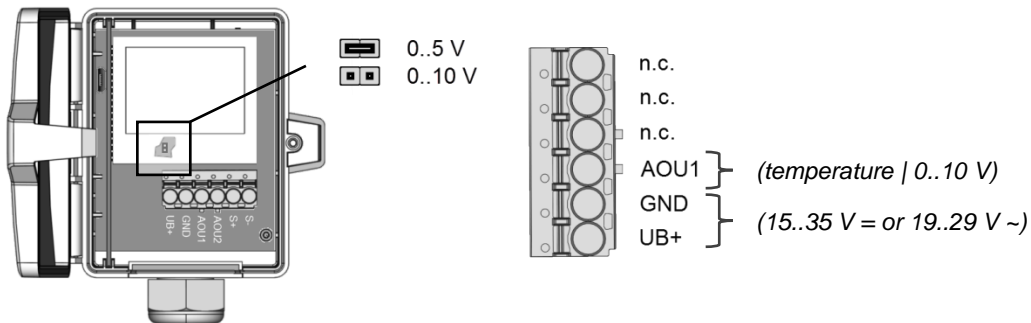 0..5 V
0..10 V
UB+
GND
AOU1
AOU2
S+
S-
n.c.
n.c.
n.c.
AOU1
(temperature | 0..10 V)
GND
UB+
(15..35 V = or 19..29 V ~)